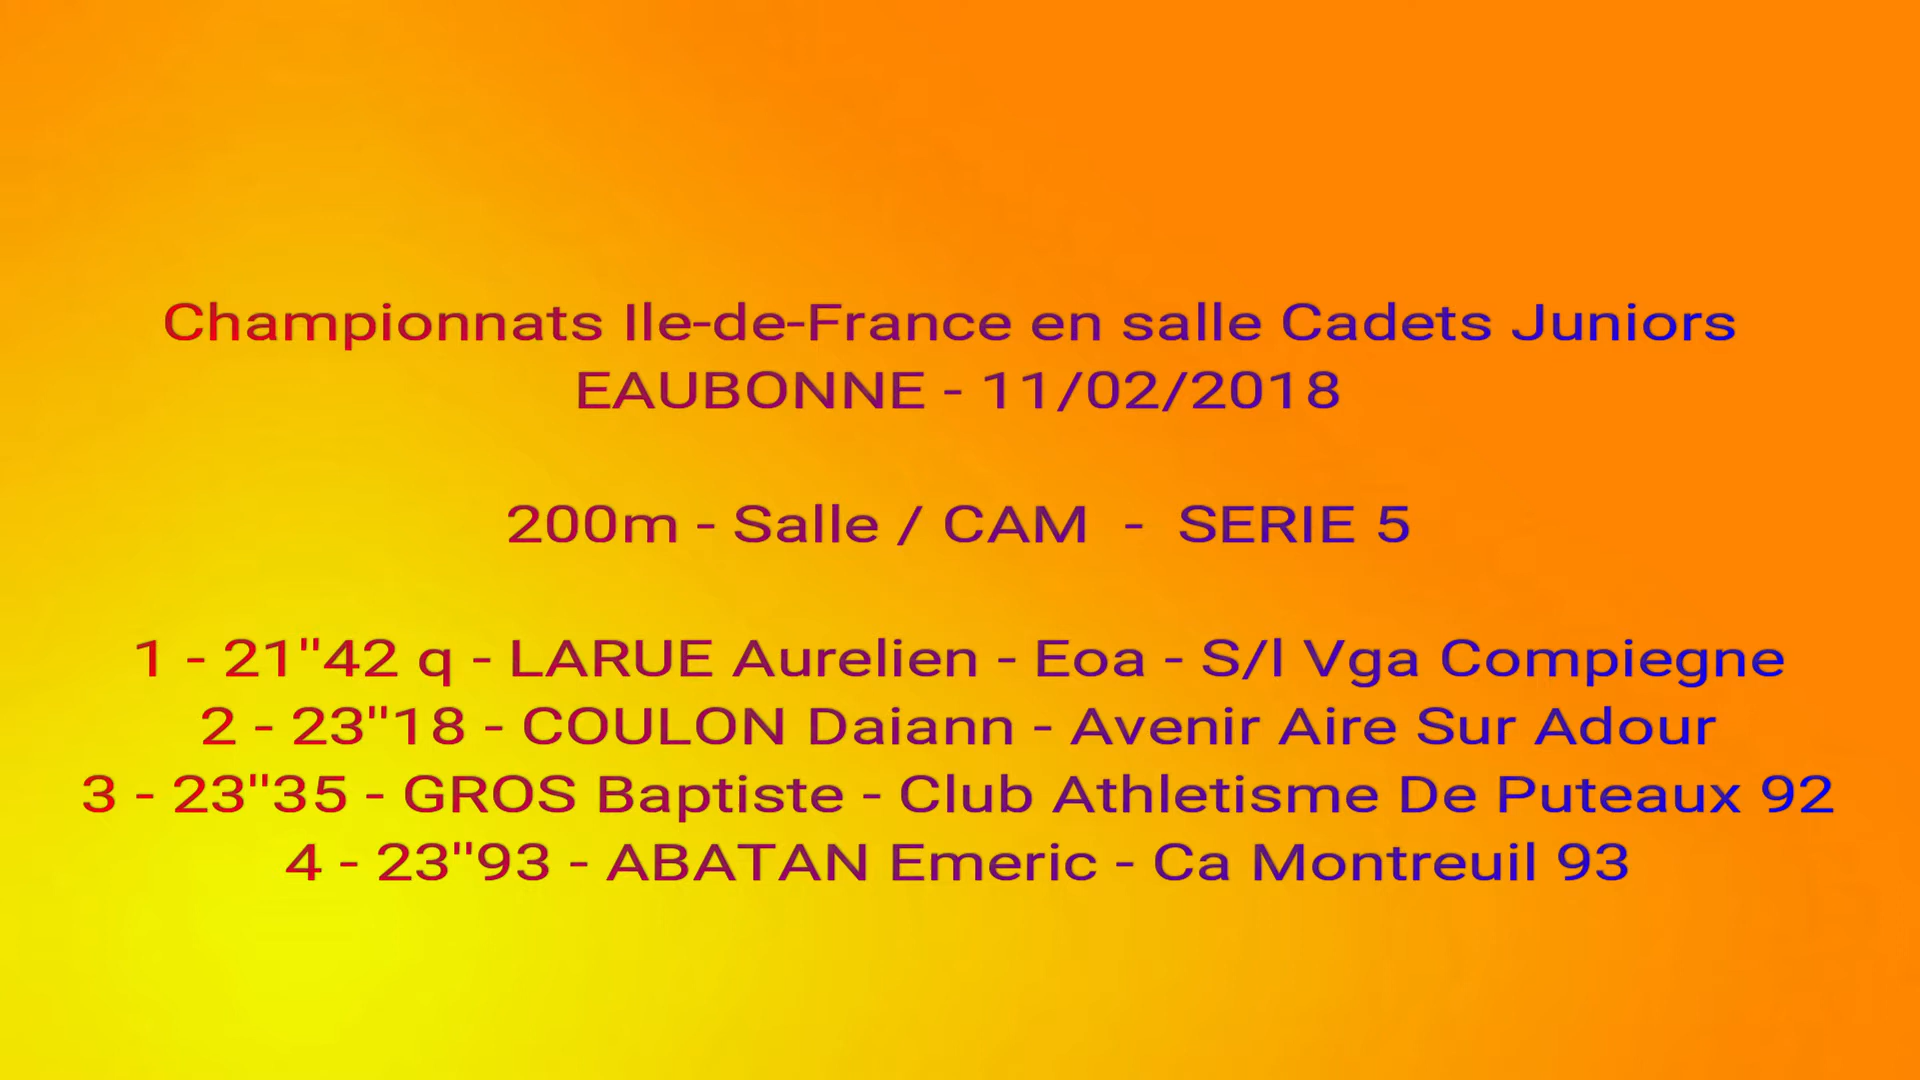 Championnats Ile-de-France en salle Cadets Juniors
EAUBONNE - 11/02/2018
200m - Salle / CAM - SERIE 5
1 - 21"42 q - LARUE Aurelien - Eoa - S/l Vga Compiegne
2 - 23"18 - COULON Daiann - Avenir Aire Sur Adour
3 - 23"35 - GROS Baptiste - Club Athletisme De Puteaux 92
4 - 23"93 - ABATAN Emeric - Ca Montreuil 93